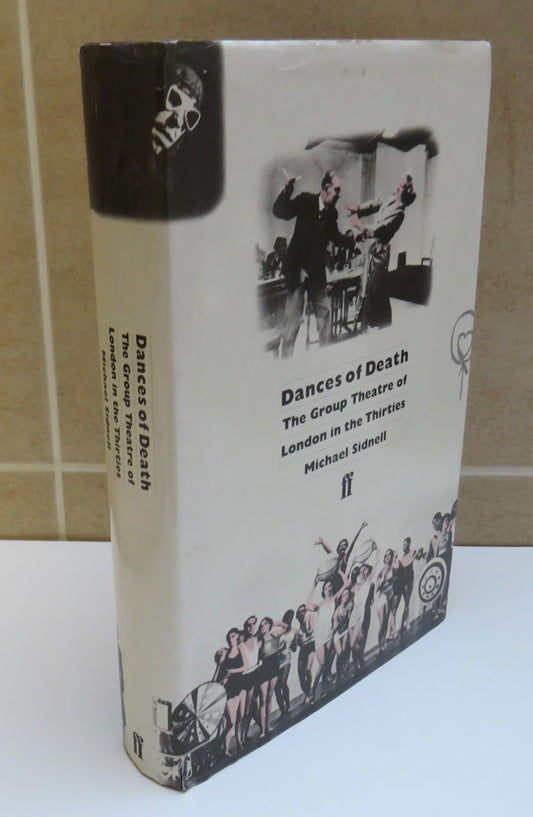 Dances of Death
The Group Theatre of
London in the Thirties
Michael Sidnell
ff
Dances of Death
The Group Theatre of
London in the Thirties
Michael Sidnell
ff